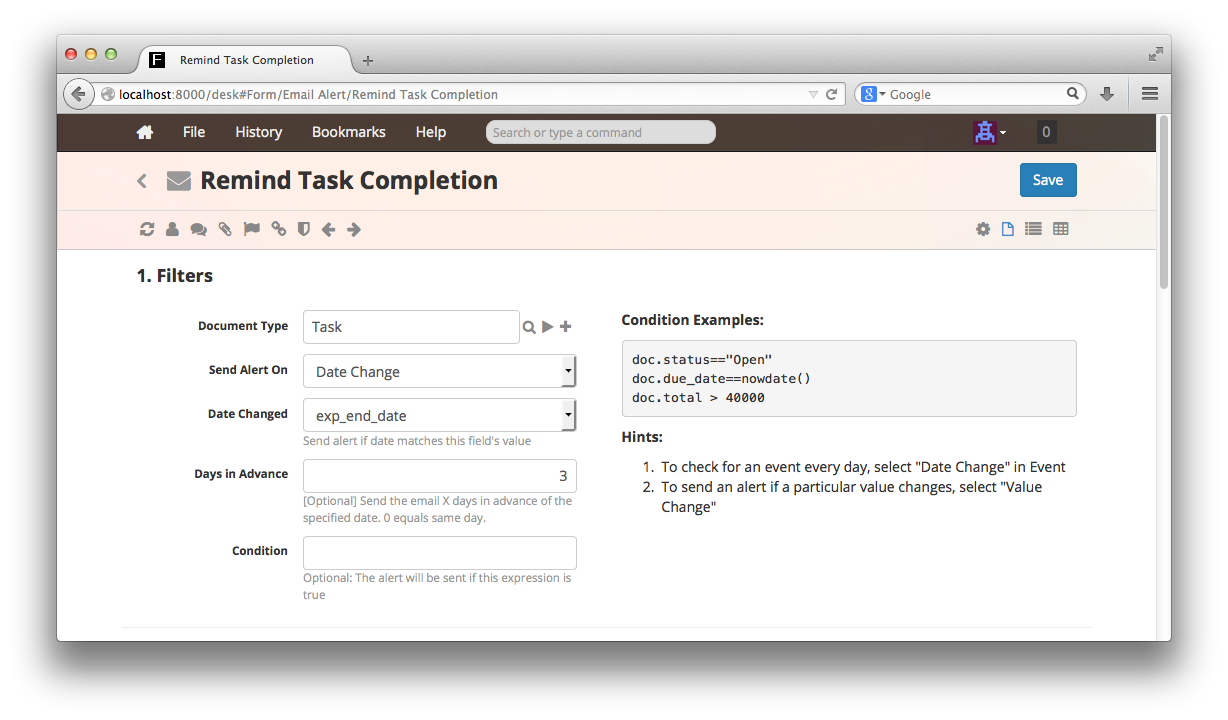 Remind Task Completion
localhost:8000/desk#Form/Email Alert/Remind Task Completion
Google
File History Bookmarks Help Search or type a command 0
Remind Task Completion Save
1. Filters
Document Type Task
Send Alert On Date Change
Date Changed exp_end_date
Send alert if date matches this field's value
Days in Advance 3
[Optional] Send the email X days in advance of the
specified date. 0 equals same day.
Condition
Optional: The alert will be sent if this expression is
true
Condition Examples:
doc.status=="Open"
doc.due_date==nowdate()
doc.total > 40000
Hints:
1. To check for an event every day, select "Date Change" in Event
2. To send an alert if a particular value changes, select "Value
Change"